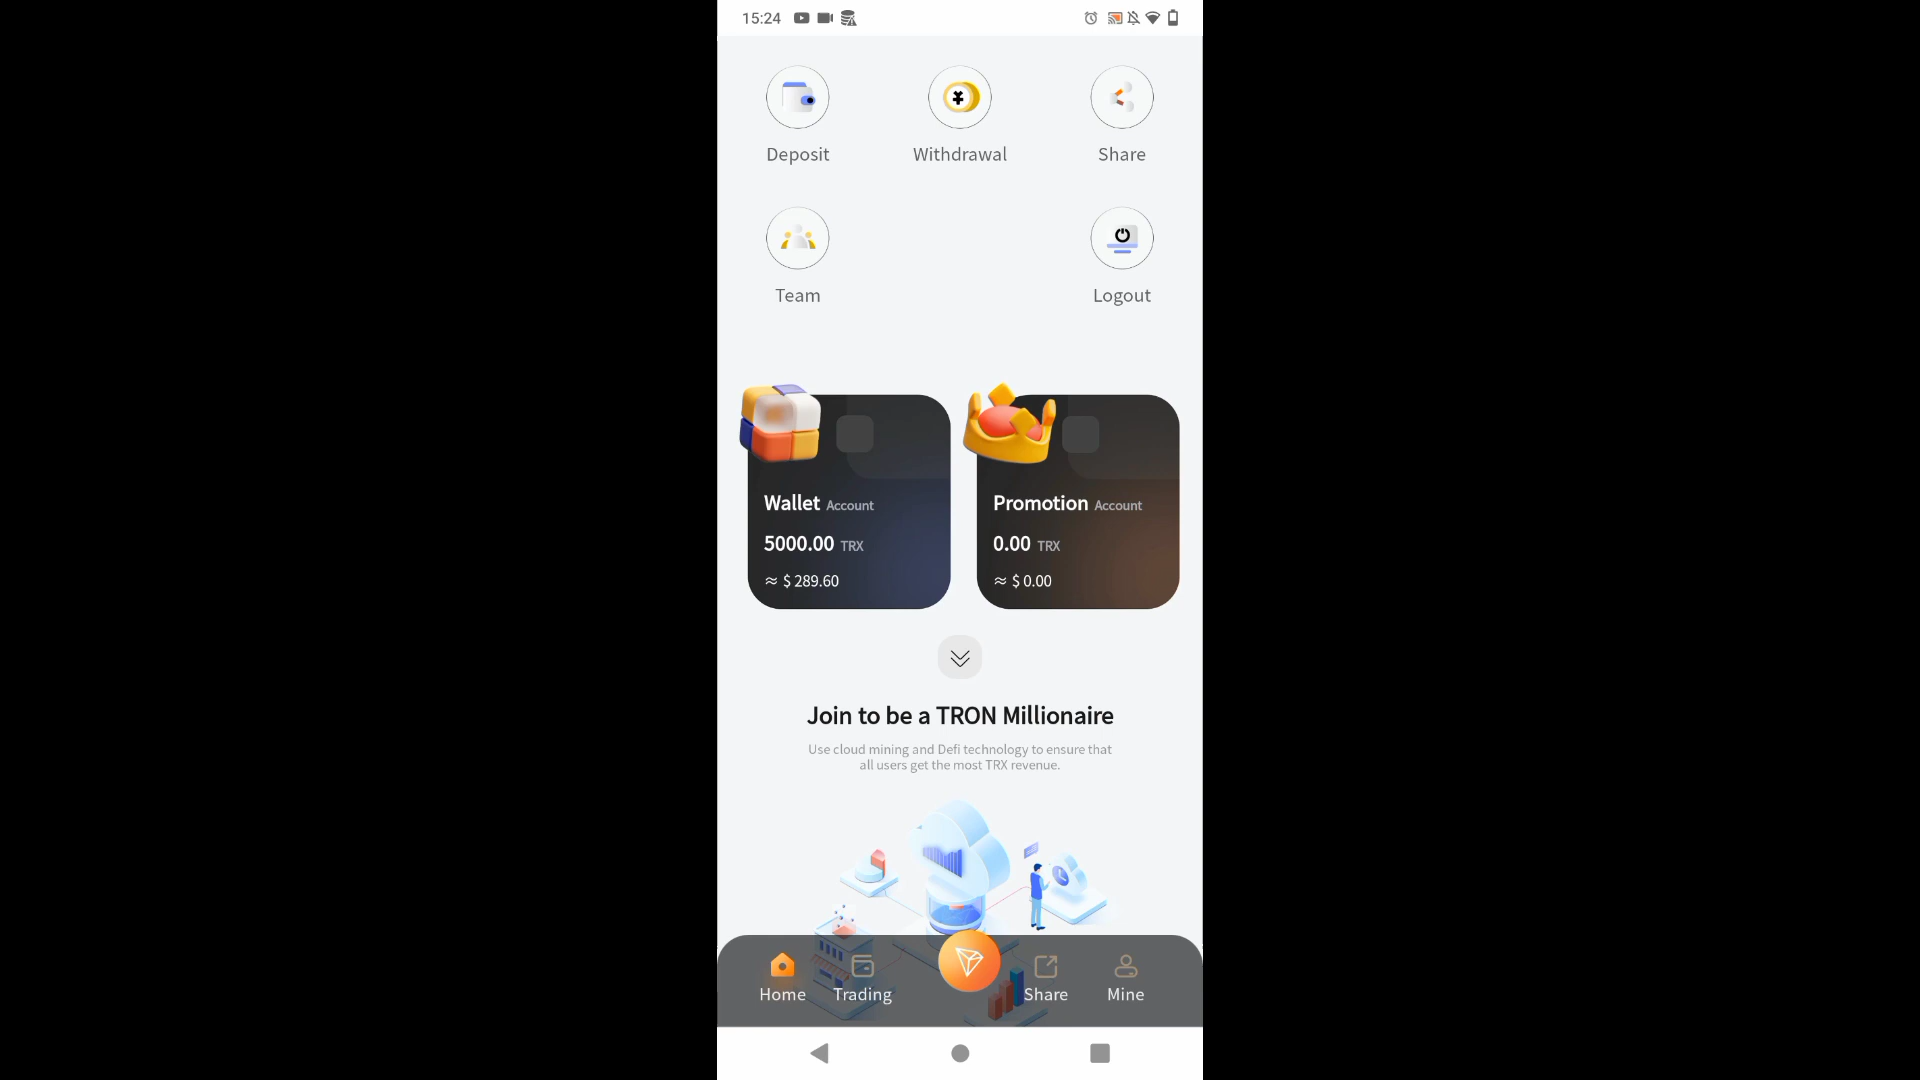 15:24
Deposit
Withdrawal
Share
Team
Logout
Wallet Account
5000.00 TRX
≈ $ 289.60
Promotion Account
0.00 TRX
≈ $ 0.00
Join to be a TRON Millionaire
Use cloud mining and Defi technology to ensure that
all users get the most TRX revenue.
Home
Trading
Share
Mine